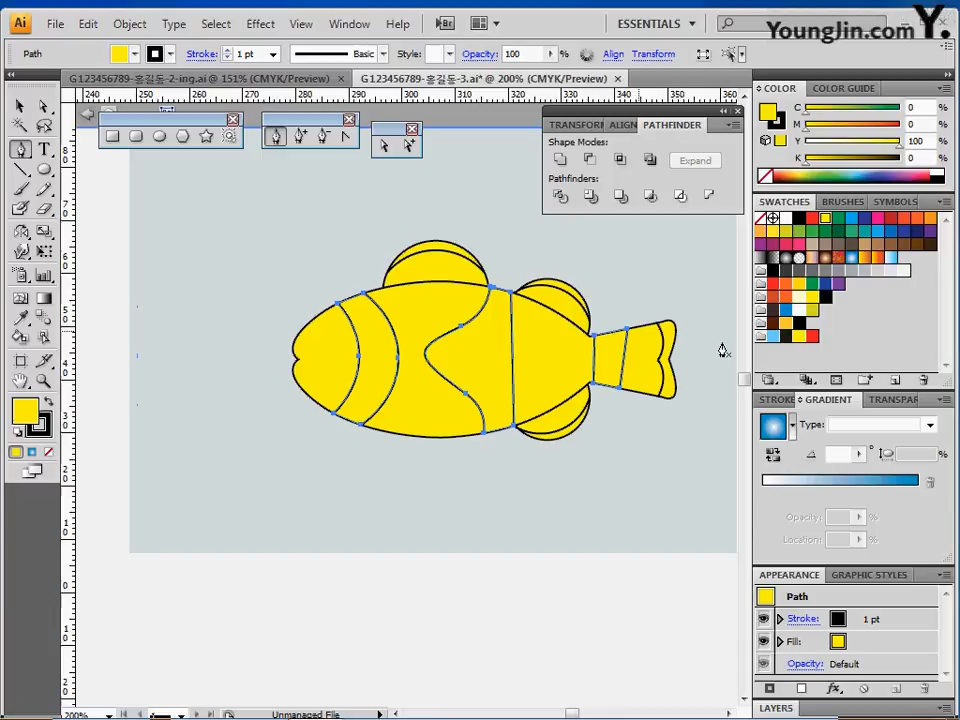 Ai File Edit Object Type Select Effect View Window Help Br ESSENTIALS
Younglin.com Y.
Path Stroke: 1 pt Basic Style: Opacity: 100 % Align Transform
G123456789-홍길동-2-ing.ai @ 151% (CMYK/Preview) × G123456789-홍길동-3.ai* @ 200% (CMYK/Preview) ×
250 260 270 280 290 300 310 320 330 340 350 360
COLOR COLOR GUIDE
C 0 %
M 0 %
Y 100 %
K 0 %
TRANSFORM ALIGN PATHFINDER
Shape Modes:
Expand
Pathfinders:
SWATCHES BRUSHES SYMBOLS
STROKE GRADIENT TRANSPAR
Type:
° %
Opacity: %
Location: %
APPEARANCE GRAPHIC STYLES
Path
Stroke: 1 pt
Fill:
Opacity: Default
LAYERS
200% 1 Unmanaged File